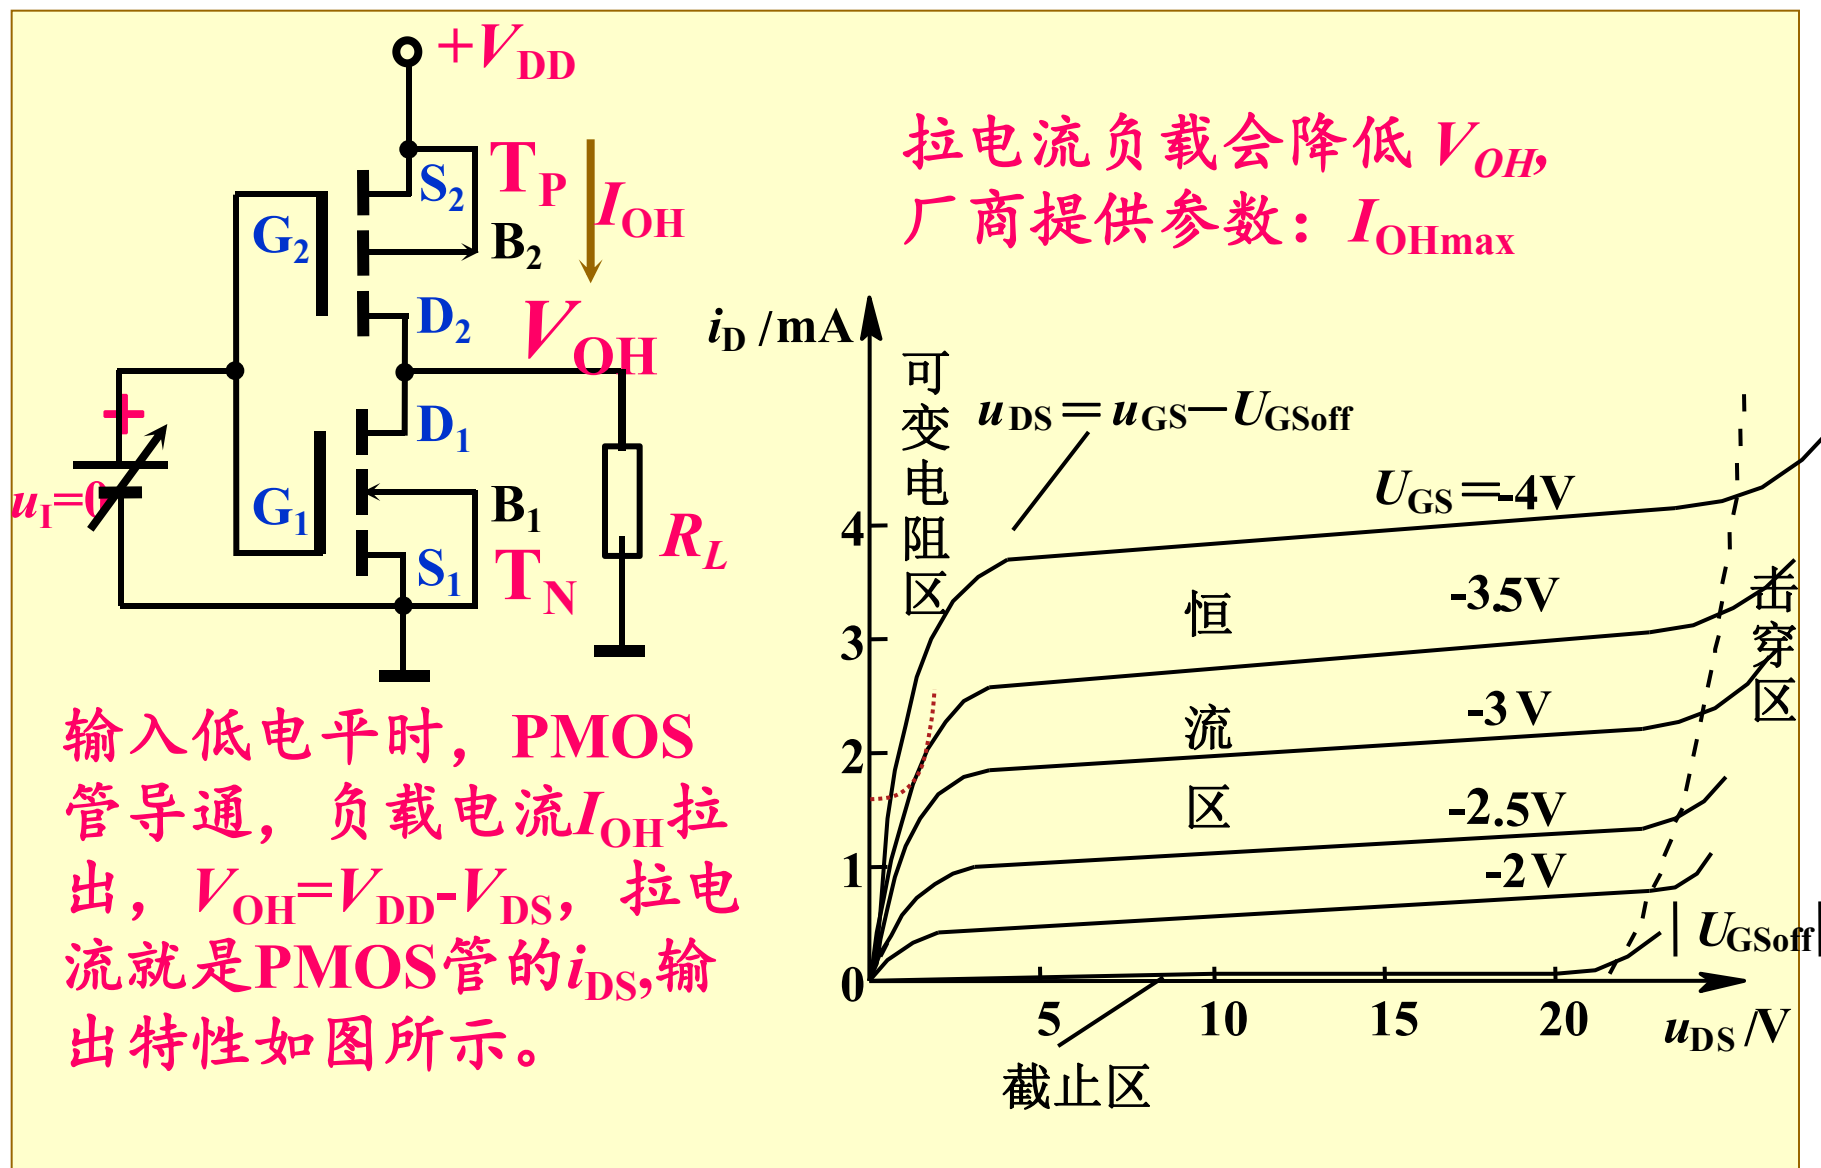 +VDD
TP
S2
IOH
G2
B2
D2
VOH
+
D1
uI=0
G1
B1
RL
S1
TN
拉电流负载会降低 VOH,
厂商提供参数：IOHmax
输入低电平时，PMOS
管导通，负载电流IOH拉
出，VOH=VDD-VDS，拉电
流就是PMOS管的iDS,输
出特性如图所示。
iD /mA
可变电阻区
uDS=uGS-UGSoff
UGS=-4V
4
-3.5V
恒流区
击穿区
3
-3V
2
-2.5V
1
-2V
|UGSoff|
0
5
10
15
20
uDS /V
截止区